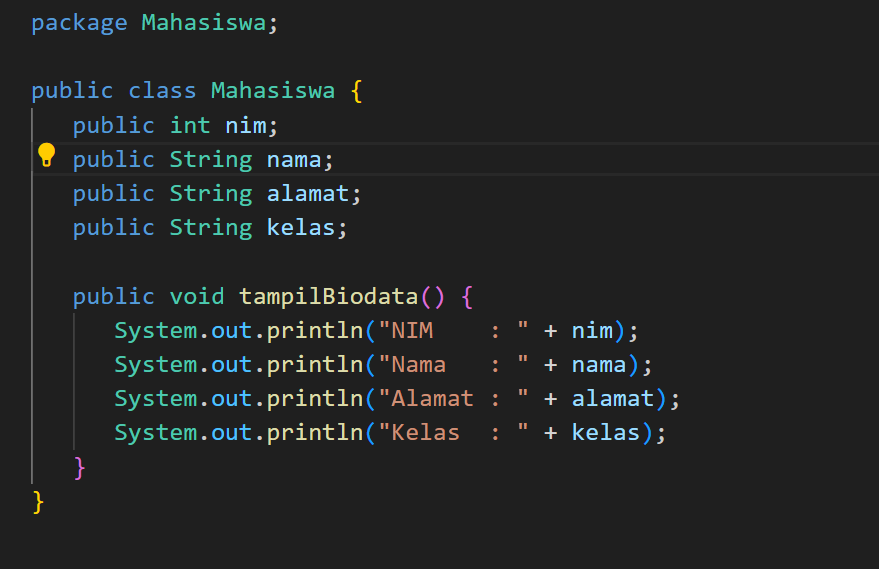 package Mahasiswa;
public class Mahasiswa {
public int nim;
public String nama;
public String alamat;
public String kelas;
public void tampilBiodata() {
System.out.println("NIM    : " + nim);
System.out.println("Nama   : " + nama);
System.out.println("Alamat : " + alamat);
System.out.println("Kelas  : " + kelas);
}
}